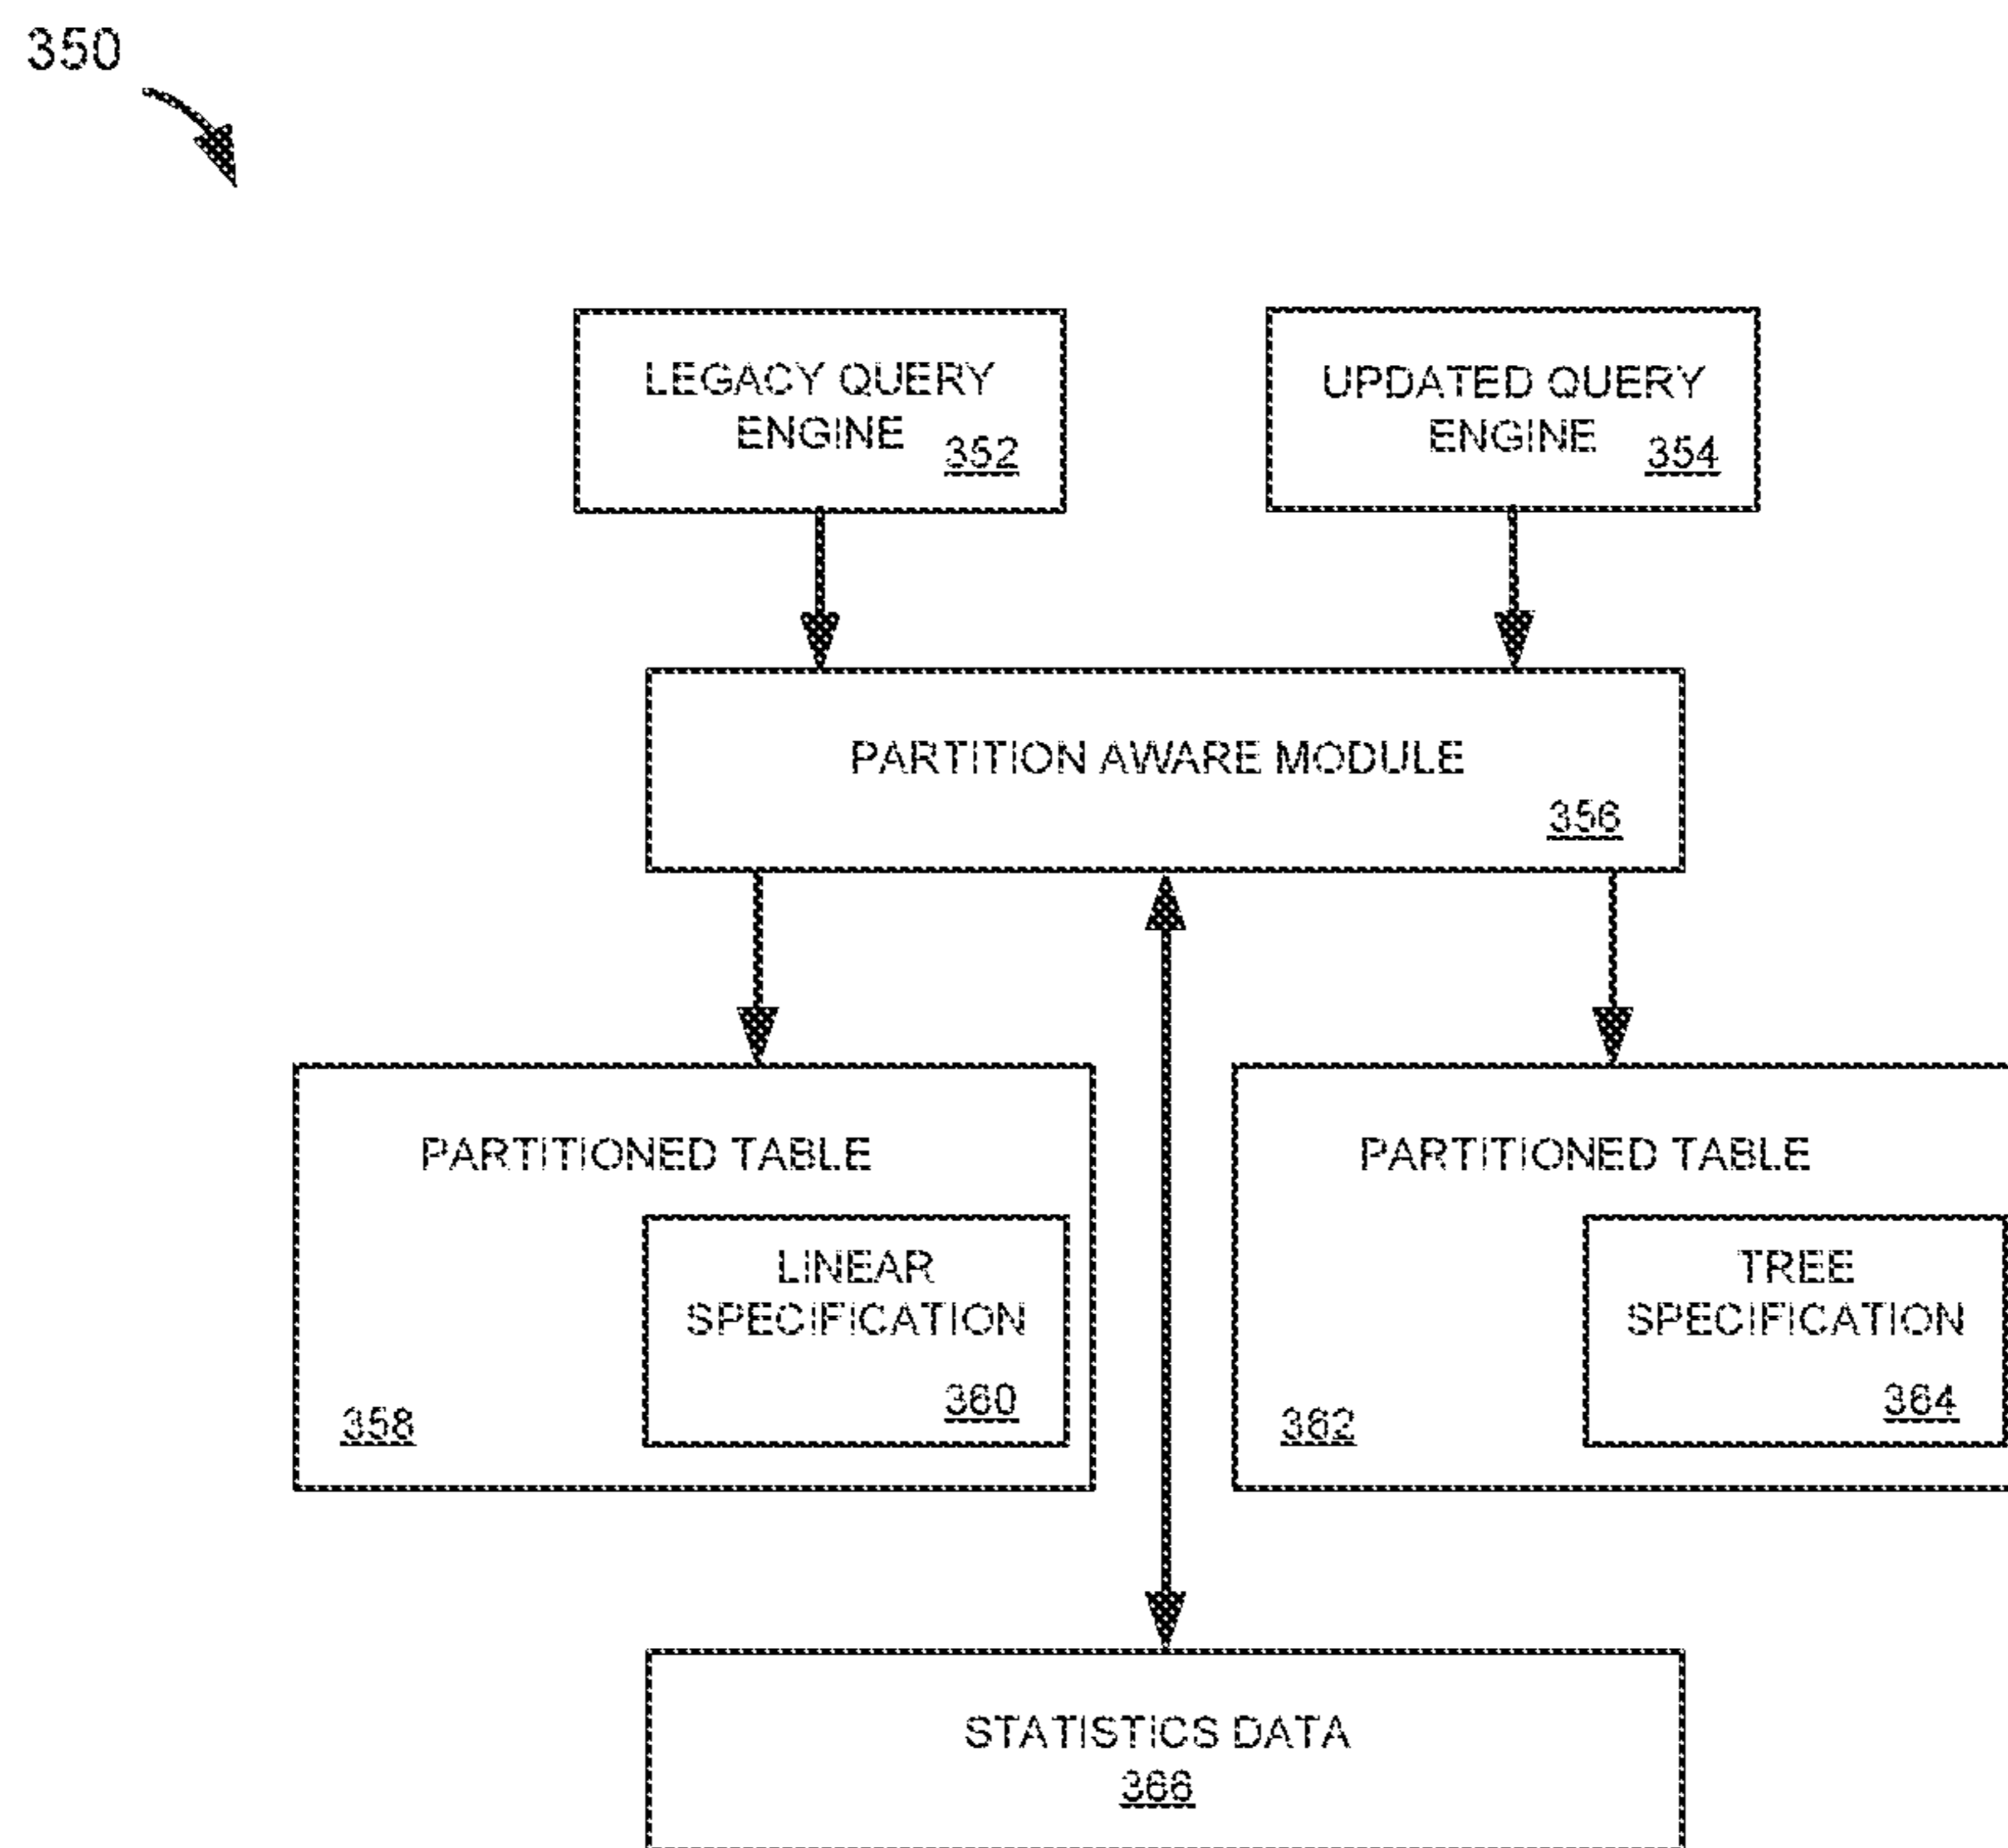 350
LEGACY QUERY
ENGINE
352
UPDATED QUERY
ENGINE
354
PARTITION AWARE MODULE
356
PARTITIONED TABLE
LINEAR
SPECIFICATION
360
358
PARTITIONED TABLE
TREE
SPECIFICATION
364
362
STATISTICS DATA
366